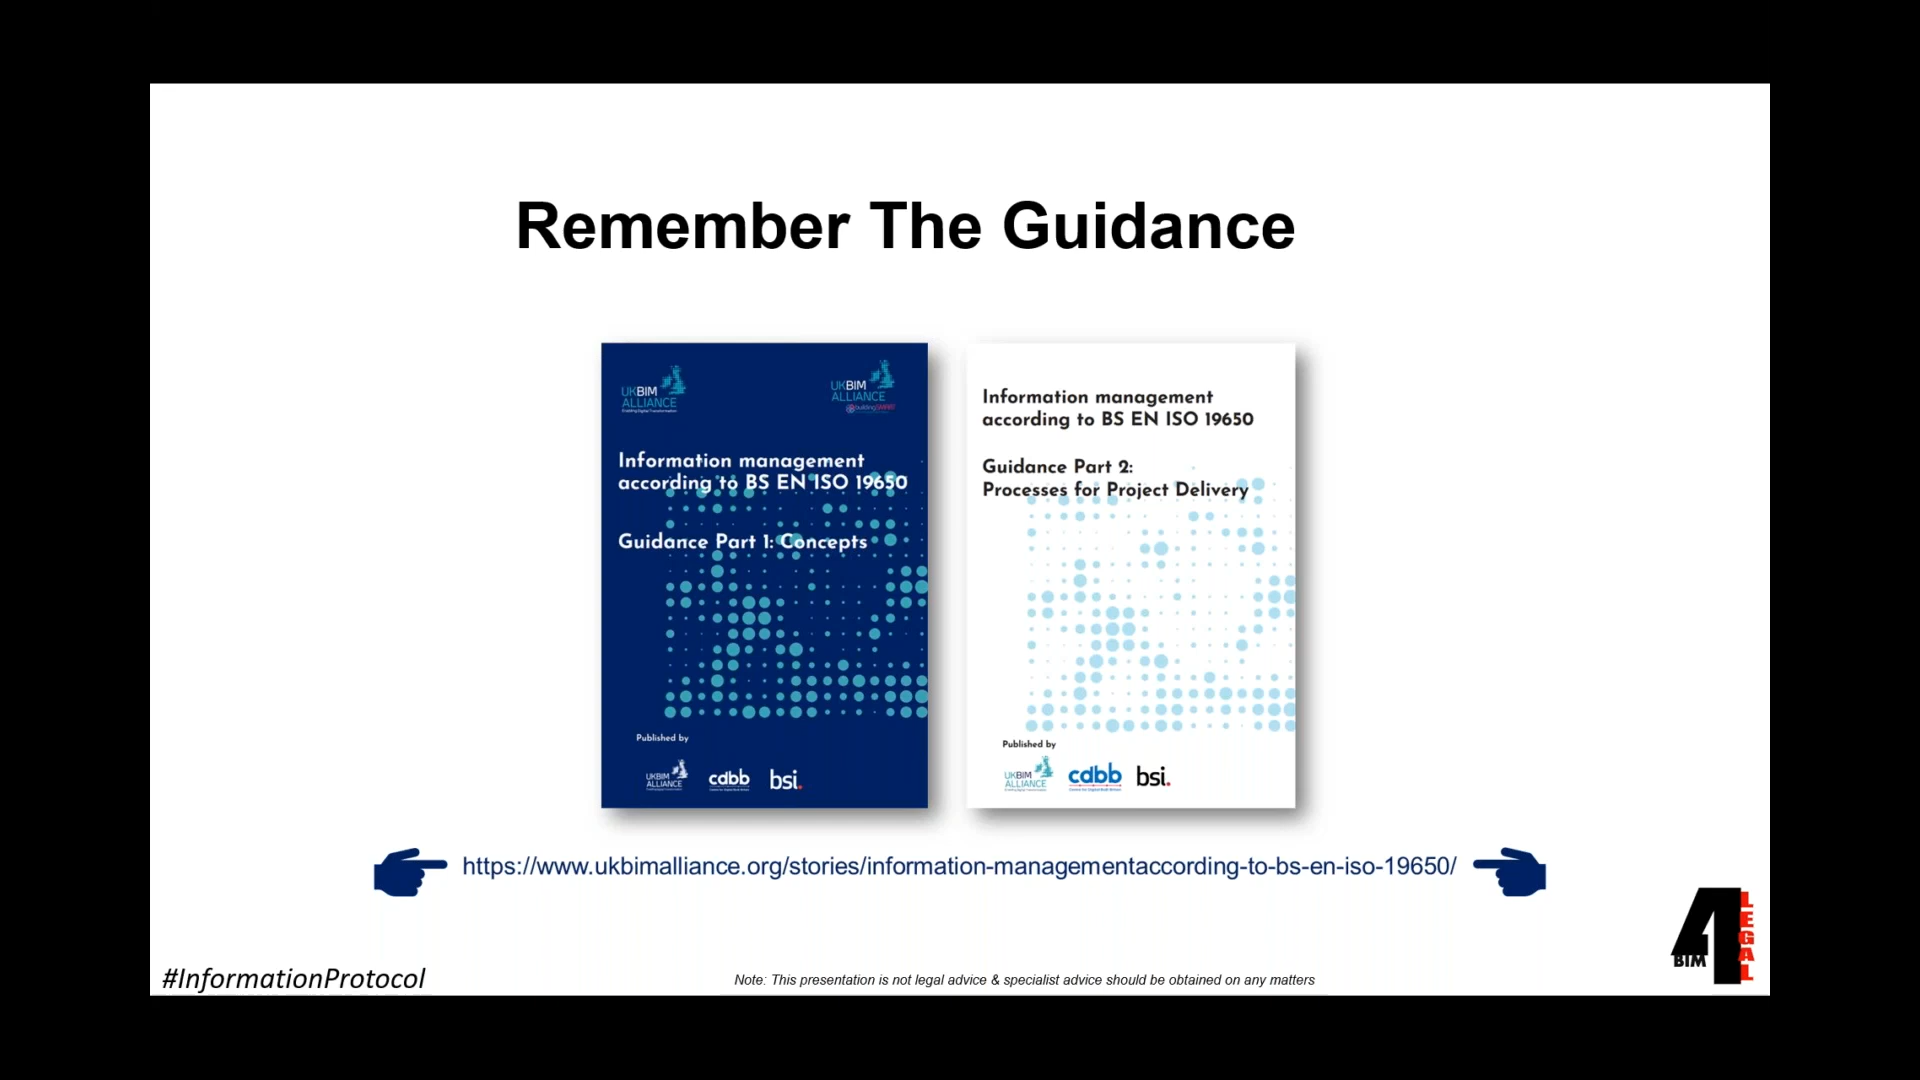 Remember The Guidance
UKBIM
ALLIANCE
UKBIM
ALLIANCE
buildingSMART
Information management
according to BS EN ISO 19650
Guidance Part 1: Concepts
Published by
UKBIM
ALLIANCE
cdbb
bsi.
Information management
according to BS EN ISO 19650
Guidance Part 2:
Processes for Project Delivery
Published by
UKBIM
ALLIANCE
cdbb
bsi.
https://www.ukbimalliance.org/stories/information-managementaccording-to-bs-en-iso-19650/
#InformationProtocol
Note: This presentation is not legal advice & specialist advice should be obtained on any matters
BIM
4
LEGAL